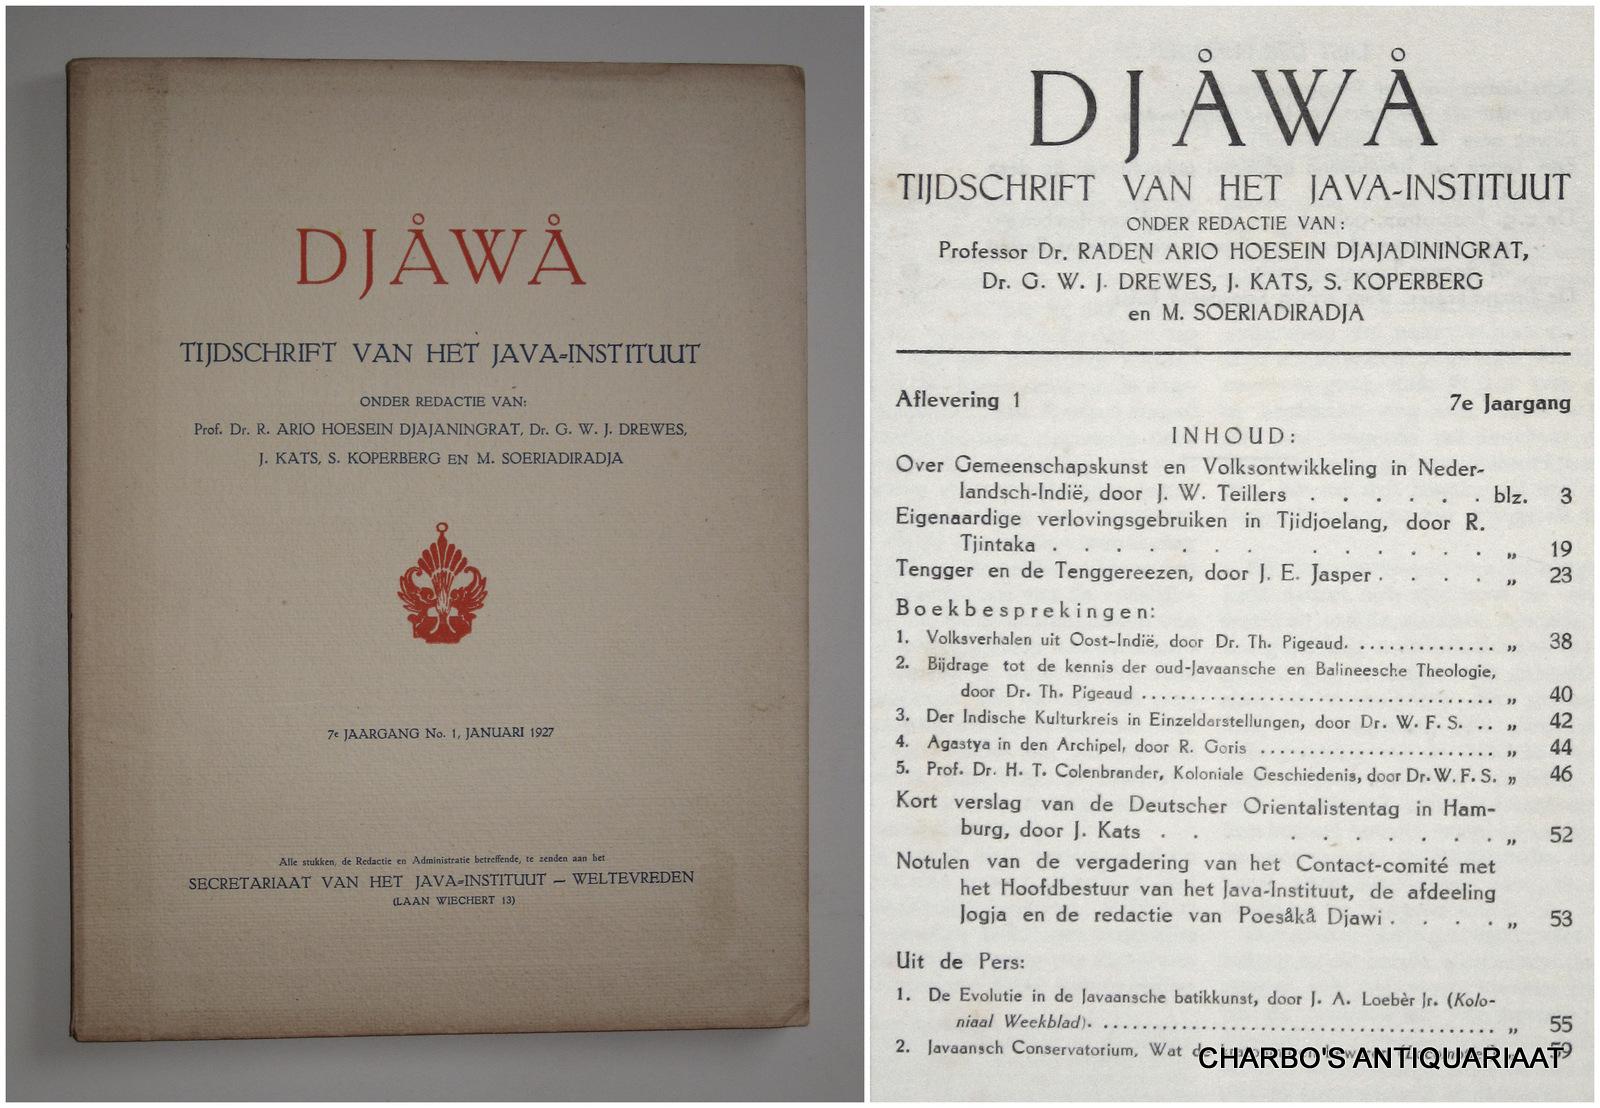 DJÅWÅ
TIJDSCHRIFT VAN HET JAVA-INSTITUUT
ONDER REDACTIE VAN:
Prof. Dr. R. ARIO HOESEIN DJAJANINGRAT, Dr. G. W. J. DREWES,
J. KATS, S. KOPERBERG EN M. SOERIADIRADJA
7e JAARGANG No. 1, JANUARI 1927
Alle stukken, de Redactie en Administratie betreffende, te zenden aan het
SECRETARIAAT VAN HET JAVA-INSTITUUT — WELTEVREDEN
(LAAN WIECHERT 13)
DJÅWÅ
TIJDSCHRIFT VAN HET JAVA-INSTITUUT
ONDER REDACTIE VAN:
Professor Dr. RADEN ARIO HOESEIN DJAJADININGRAT,
Dr. G. W. J. DREWES, J. KATS, S. KOPERBERG
en M. SOERIADIRADJA
Aflevering 1 7e Jaargang
INHOUD:
Over Gemeenschapskunst en Volksontwikkeling in Neder-
landsch-Indië, door J. W. Teillers . . . . . . blz. 3
Eigenaardige verlovingsgebruiken in Tjidjoelang, door R.
Tjintaka . . . . . . . . . . . . . „ 19
Tengger en de Tenggereezen, door J. E. Jasper . . . . „ 23
Boekbesprekingen:
1. Volksverhalen uit Oost-Indië, door Dr. Th. Pigeaud. .............. „ 38
2. Bijdrage tot de kennis der oud-Javaansche en Balineesche Theologie,
door Dr. Th. Pigeaud .................................... „ 40
3. Der Indische Kulturkreis in Einzeldarstellungen, door Dr. W. F. S. .. „ 42
4. Agastya in den Archipel, door R. Goris ........................ „ 44
5. Prof. Dr. H. T. Colenbrander, Koloniale Geschiedenis, door Dr. W. F. S. „ 46
Kort verslag van de Deutscher Orientalistentag in Ham-
burg, door J. Kats . . . . . . . . . „ 52
Notulen van de vergadering van het Contact-comité met
het Hoofdbestuur van het Java-Instituut, de afdeeling
Jogja en de redactie van Poesåkå Djawi . . . . „ 53
Uit de Pers:
1. De Evolutie in de Javaansche batikkunst, door J. A. Loebèr Jr. (Kolo-
niaal Weekblad). ........................................ „ 55
2. Javaansch Conservatorium, Wat de 59
CHARBO'S ANTIQUARIAAT